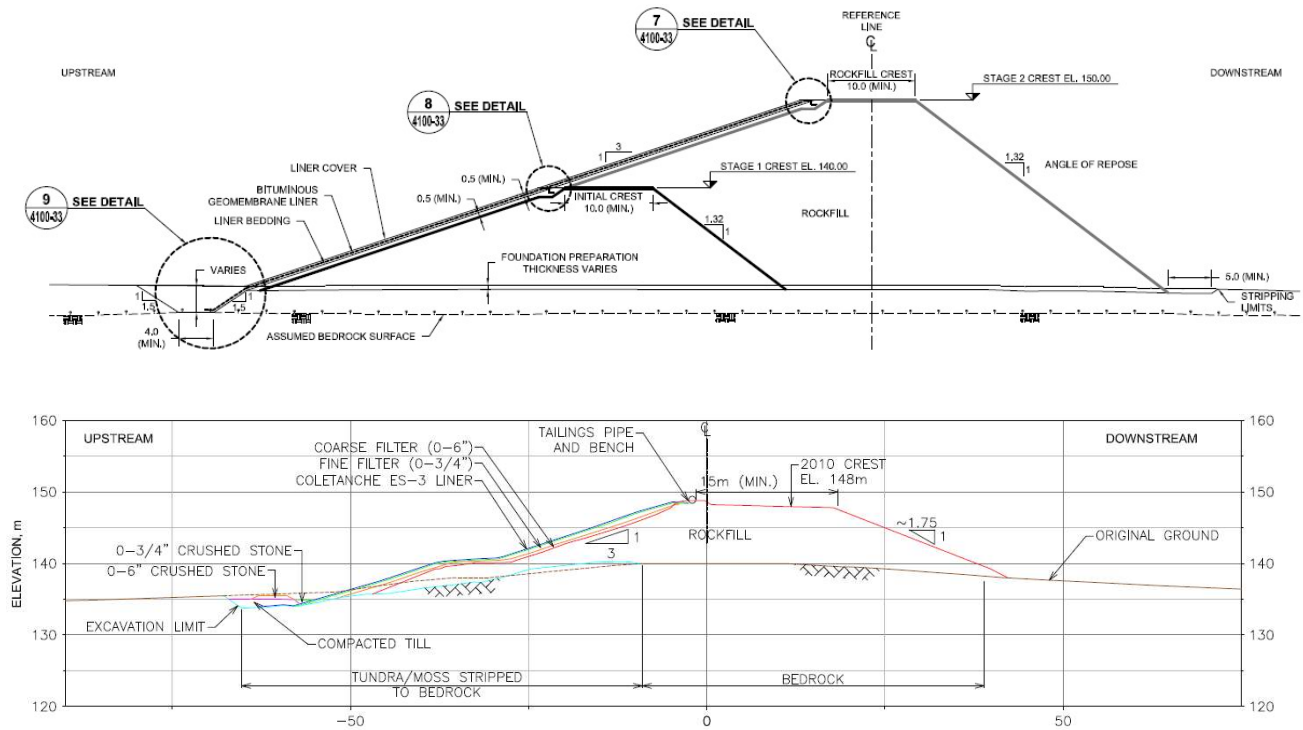 7
4100-33
SEE DETAIL
REFERENCE
LINE
℄
UPSTREAM
ROCKFILL CREST
10.0 (MIN.)
STAGE 2 CREST EL. 150.00
DOWNSTREAM
8
4100-33
SEE DETAIL
1
3
LINER COVER
STAGE 1 CREST EL. 140.00
1.32
1
ANGLE OF REPOSE
0.5 (MIN.)
BITUMINOUS
GEOMEMBRANE LINER
0.5 (MIN.)
INITIAL CREST
10.0 (MIN.)
9
4100-33
SEE DETAIL
LINER BEDDING
1.32
1
ROCKFILL
VARIES
FOUNDATION PREPARATION
THICKNESS VARIES
5.0 (MIN.)
1
1.5
1
1.5
STRIPPING
LIMITS
4.0
(MIN.)
ASSUMED BEDROCK SURFACE
160
UPSTREAM
TAILINGS PIPE
AND BENCH
℄
DOWNSTREAM
160
COARSE FILTER (0-6")
FINE FILTER (0-3/4")
COLETANCHE ES-3 LINER
2010 CREST
EL. 148m
150
15m (MIN.)
150
ELEVATION, m
0-3/4" CRUSHED STONE
0-6" CRUSHED STONE
1
3
ROCKFILL
~1.75
1
ORIGINAL GROUND
140
140
EXCAVATION LIMIT
COMPACTED TILL
130
130
TUNDRA/MOSS STRIPPED
TO BEDROCK
BEDROCK
120
120
-50
0
50